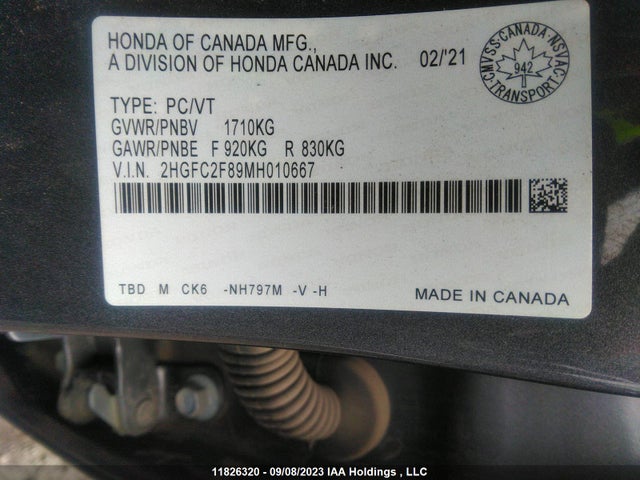 HONDA OF CANADA MFG.,
A DIVISION OF HONDA CANADA INC. 02/'21
CMVSS·CANADA·NSVAC
942
TRANSPORT
TYPE: PC/VT
GVWR/PNBV 1710KG
GAWR/PNBE F 920KG R 830KG
V.I.N. 2HGFC2F89MH010667
TBD M CK6 -NH797M -V -H
MADE IN CANADA
11826320 - 09/08/2023 IAA Holdings , LLC